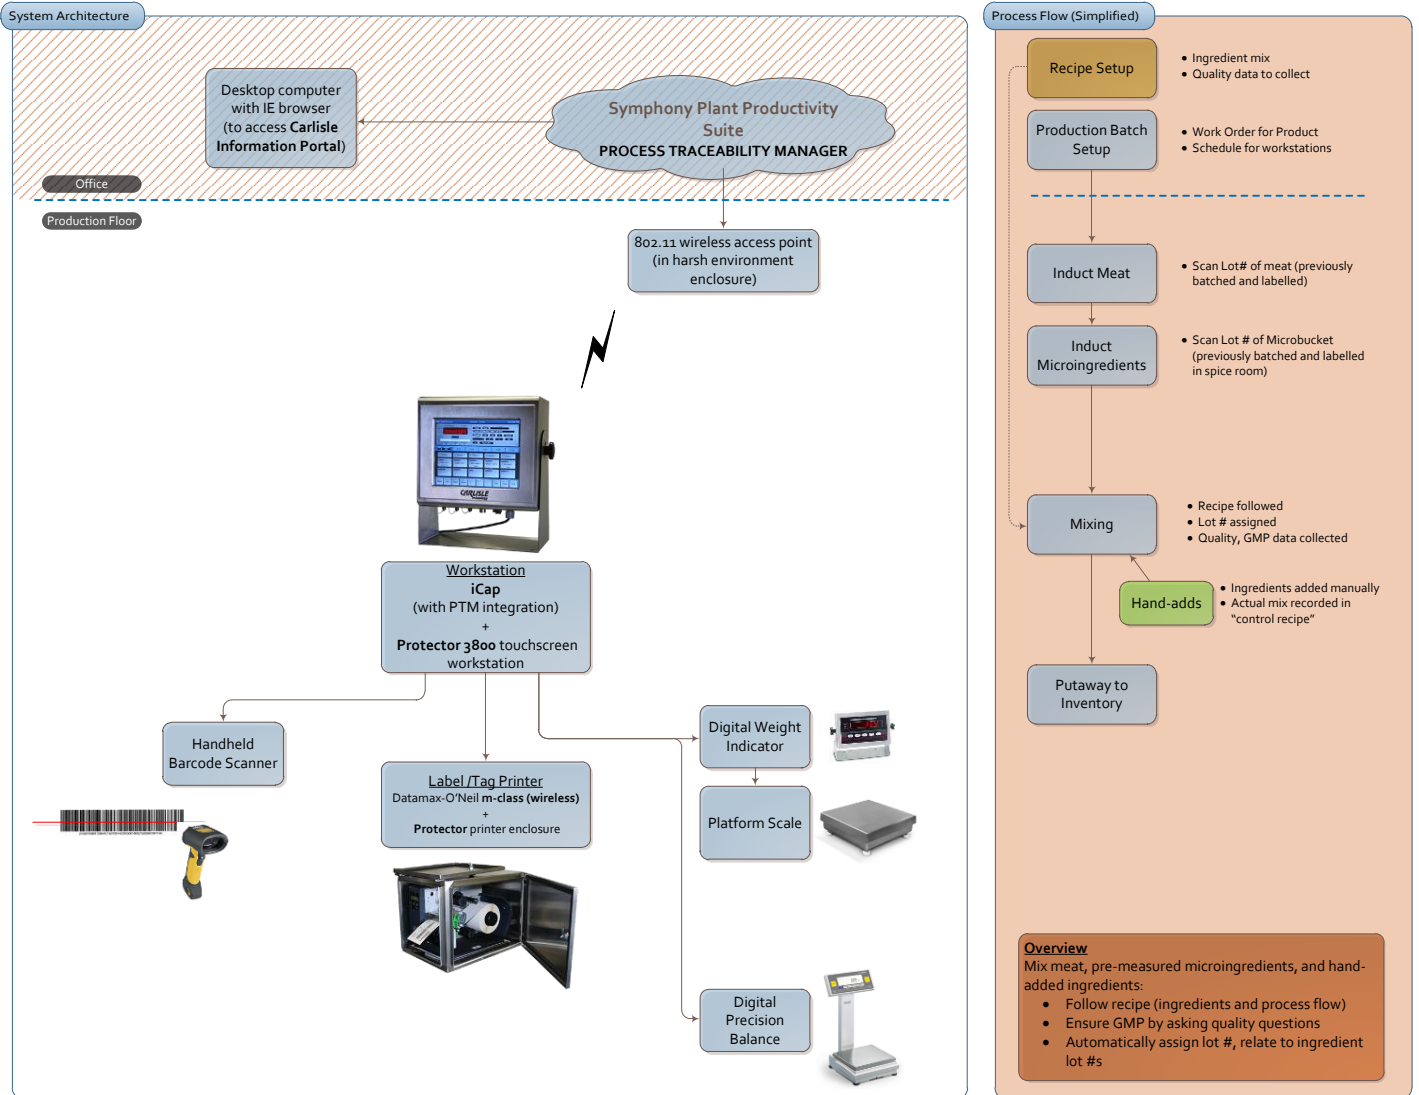 System Architecture
Desktop computer
with IE browser
(to access Carlisle
Information Portal)
Symphony Plant Productivity
Suite
PROCESS TRACEABILITY MANAGER
Office
Production Floor
802.11 wireless access point
(in harsh environment
enclosure)
CARLISLE
Workstation
iCap
(with PTM integration)
+
Protector 3800 touchscreen
workstation
Handheld
Barcode Scanner
Label /Tag Printer
Datamax-O'Neil m-class (wireless)
+
Protector printer enclosure
Digital Weight
Indicator
Platform Scale
Digital
Precision
Balance
Process Flow (Simplified)
Recipe Setup
• Ingredient mix
• Quality data to collect
Production Batch
Setup
• Work Order for Product
• Schedule for workstations
Induct Meat
• Scan Lot# of meat (previously
batched and labelled)
Induct
Microingredients
• Scan Lot # of Microbucket
(previously batched and labelled
in spice room)
Mixing
• Recipe followed
• Lot # assigned
• Quality, GMP data collected
Hand-adds
• Ingredients added manually
• Actual mix recorded in
“control recipe”
Putaway to
Inventory
Overview
Mix meat, pre-measured microingredients, and hand-
added ingredients:
• Follow recipe (ingredients and process flow)
• Ensure GMP by asking quality questions
• Automatically assign lot #, relate to ingredient
lot #s